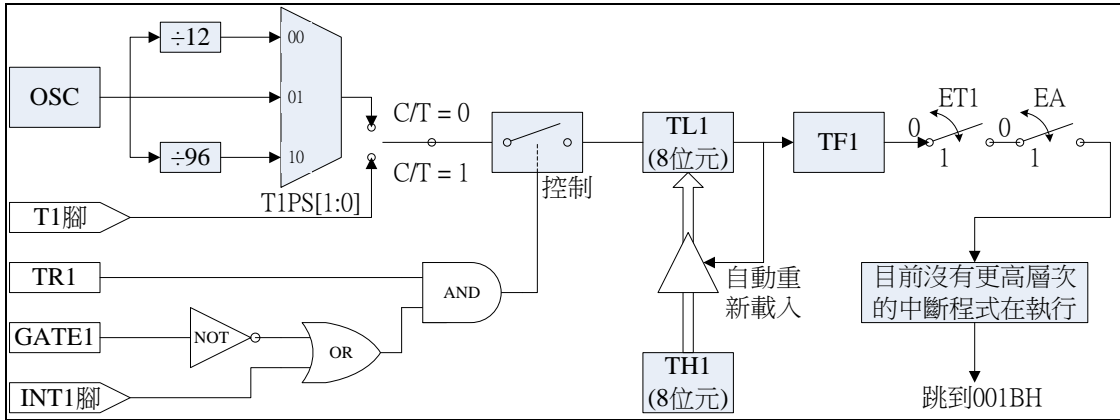 OSC
÷12
÷96
00
01
10
T1PS[1:0]
C/T = 0
C/T = 1
控制
TL1
(8位元)
TF1
ET1
0
1
EA
0
1
T1腳
TR1
GATE1
INT1腳
NOT
OR
AND
自動重
新載入
TH1
(8位元)
目前沒有更高層次
的中斷程式在執行
跳到001BH